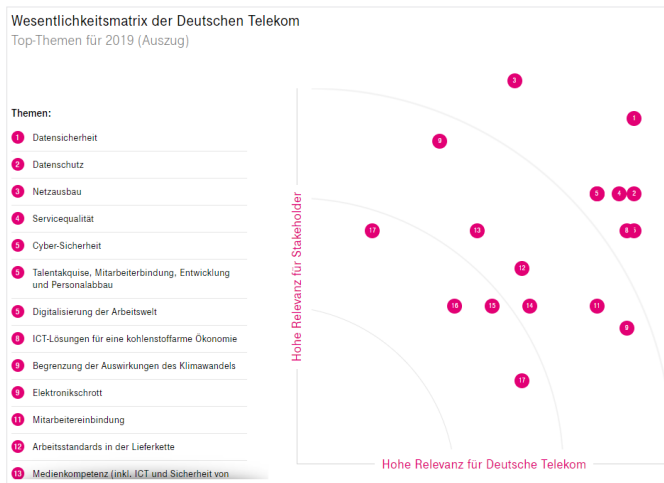 Wesentlichkeitsmatrix der Deutschen Telekom
Top-Themen für 2019 (Auszug)
Themen:
1 Datensicherheit
2 Datenschutz
3 Netzausbau
4 Servicequalität
5 Cyber-Sicherheit
5 Talentakquise, Mitarbeiterbindung, Entwicklung
und Personalabbau
5 Digitalisierung der Arbeitswelt
8 ICT-Lösungen für eine kohlenstoffarme Ökonomie
9 Begrenzung der Auswirkungen des Klimawandels
9 Elektronikschrott
11 Mitarbeitereinbindung
12 Arbeitsstandards in der Lieferkette
13 Medienkompetenz (inkl. ICT und Sicherheit von
Hohe Relevanz für Stakeholder
3
1
9
5 4 2
17 13 8
12
16 15 14 11
9
17
Hohe Relevanz für Deutsche Telekom